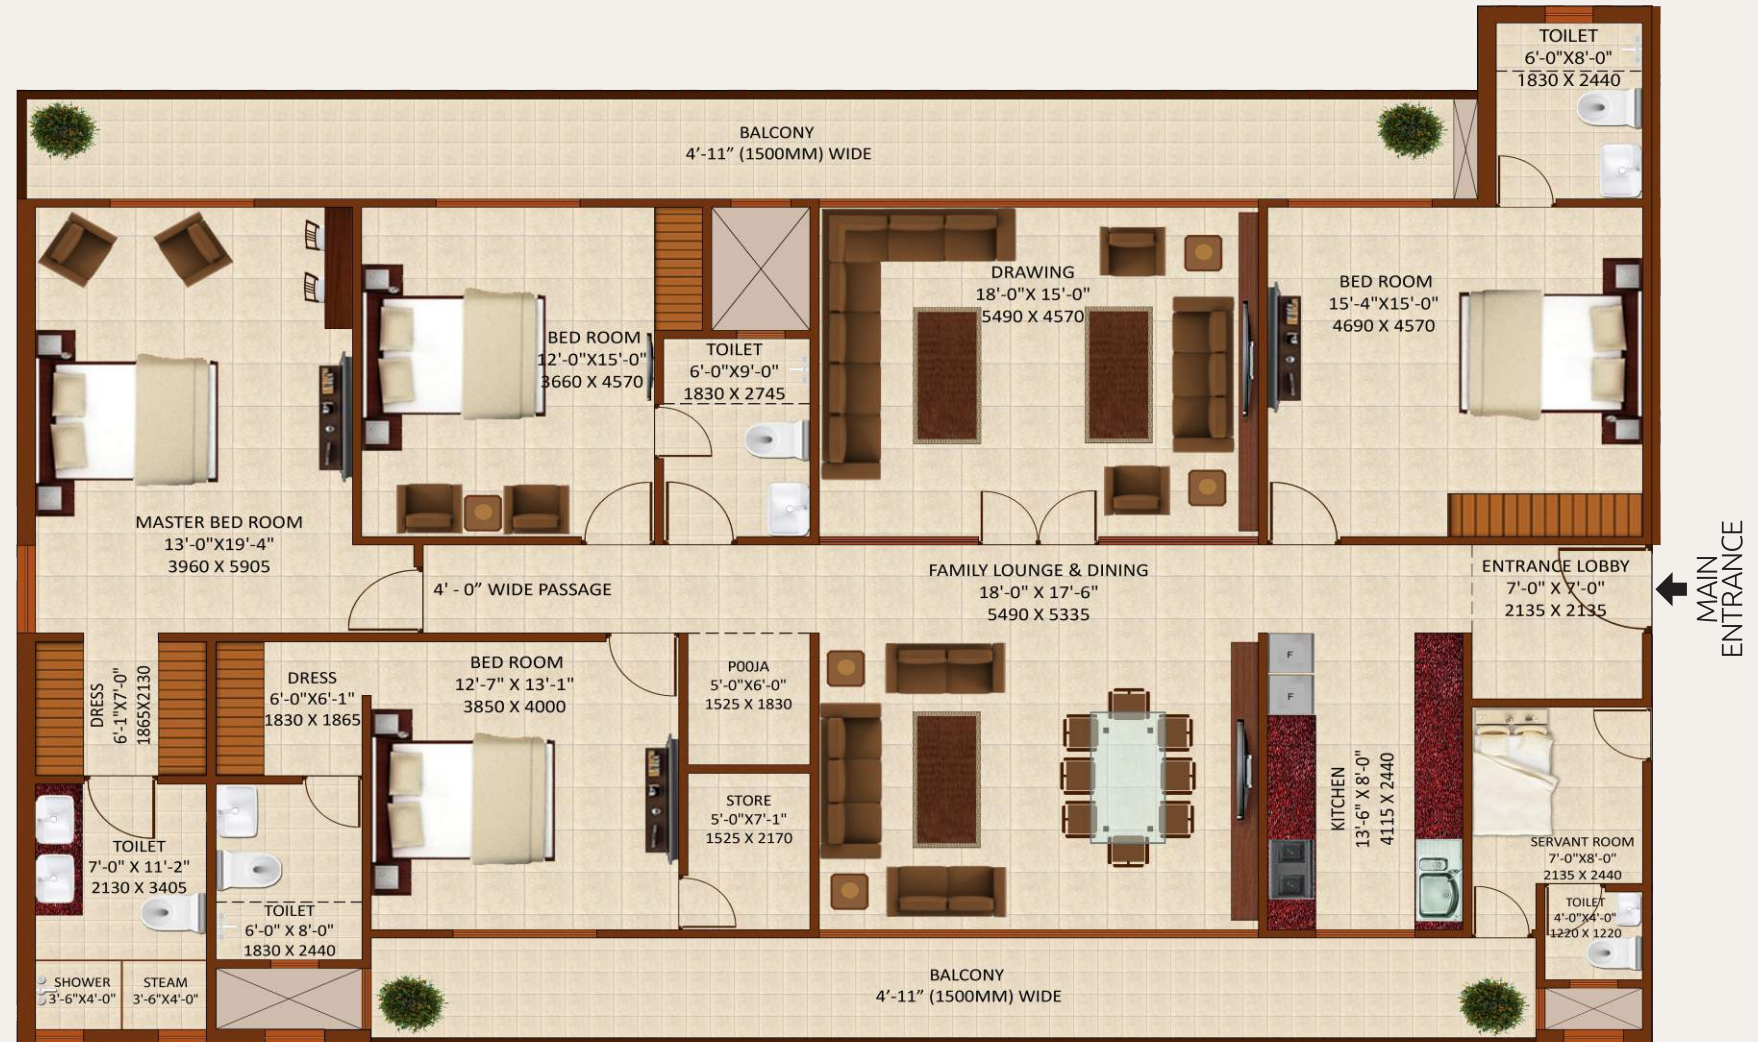 TOILET
6'-0"X8'-0"
1830 X 2440
BALCONY
4'-11" (1500MM) WIDE
DRAWING
18'-0"X 15'-0"
5490 X 4570
BED ROOM
15'-4"X15'-0"
4690 X 4570
BED ROOM
12'-0"X15'-0"
3660 X 4570
TOILET
6'-0"X9'-0"
1830 X 2745
MASTER BED ROOM
13'-0"X19'-4"
3960 X 5905
4' - 0" WIDE PASSAGE
FAMILY LOUNGE & DINING
18'-0" X 17'-6"
5490 X 5335
ENTRANCE LOBBY
7'-0" X 7'-0"
2135 X 2135
MAIN
ENTRANCE
DRESS
6'-1"X7'-0"
1865X2130
DRESS
6'-0"X6'-1"
1830 X 1865
BED ROOM
12'-7" X 13'-1"
3850 X 4000
P00JA
5'-0"X6'-0"
1525 X 1830
F
F
STORE
5'-0"X7'-1"
1525 X 2170
KITCHEN
13'-6" X 8'-0"
4115 X 2440
SERVANT ROOM
7'-0"X8'-0"
2135 X 2440
TOILET
7'-0" X 11'-2"
2130 X 3405
TOILET
6'-0" X 8'-0"
1830 X 2440
TOILET
4'-0"X4'-0"
1220 X 1220
SHOWER
3'-6"X4'-0"
STEAM
3'-6"X4'-0"
BALCONY
4'-11" (1500MM) WIDE